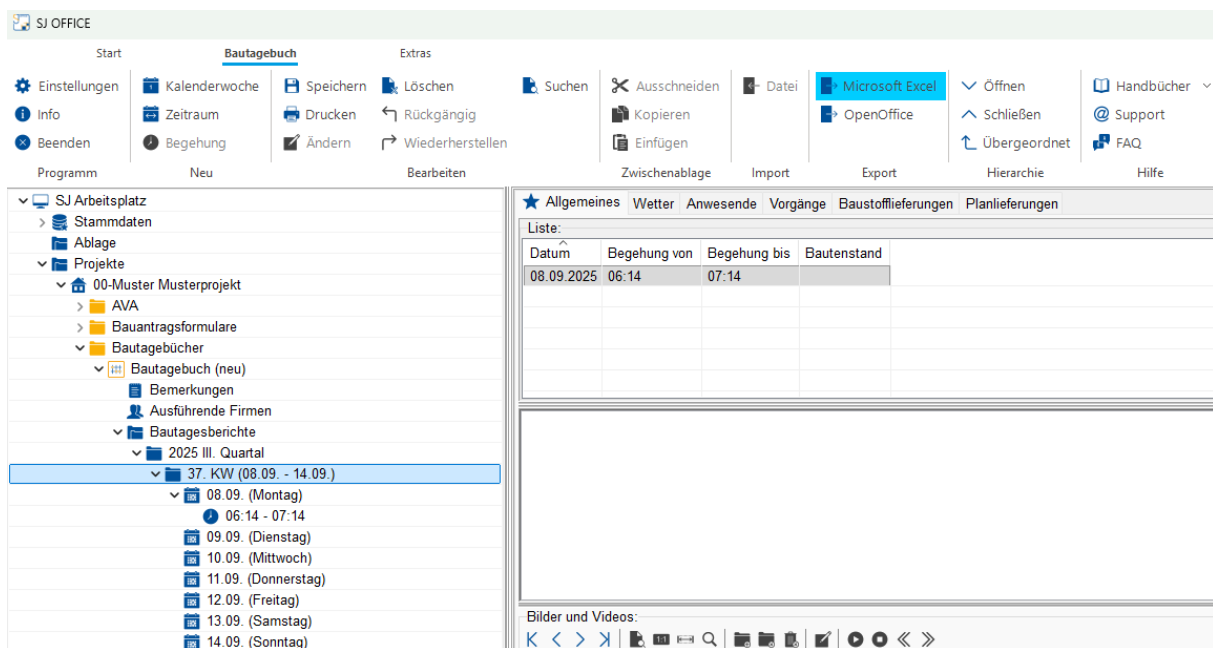 SJ OFFICE
Start Bautagebuch Extras
Einstellungen Kalenderwoche Speichern Löschen Suchen Ausschneiden Datei Microsoft Excel Öffnen Handbücher
Info Zeitraum Drucken Rückgängig Kopieren OpenOffice Schließen Support
Beenden Begehung Ändern Wiederherstellen Einfügen Übergeordnet FAQ
Programm Neu Bearbeiten Zwischenablage Import Export Hierarchie Hilfe
SJ Arbeitsplatz
Stammdaten
Ablage
Projekte
00-Muster Musterprojekt
AVA
Bauantragsformulare
Bautagebücher
Bautagebuch (neu)
Bemerkungen
Ausführende Firmen
Bautagesberichte
2025 III. Quartal
37. KW (08.09. - 14.09.)
08.09. (Montag)
06:14 - 07:14
09.09. (Dienstag)
10.09. (Mittwoch)
11.09. (Donnerstag)
12.09. (Freitag)
13.09. (Samstag)
14.09. (Sonntag)
Allgemeines Wetter Anwesende Vorgänge Baustofflieferungen Planlieferungen
Liste:
Datum Begehung von Begehung bis Bautenstand
08.09.2025 06:14 07:14
Bilder und Videos:
1:1